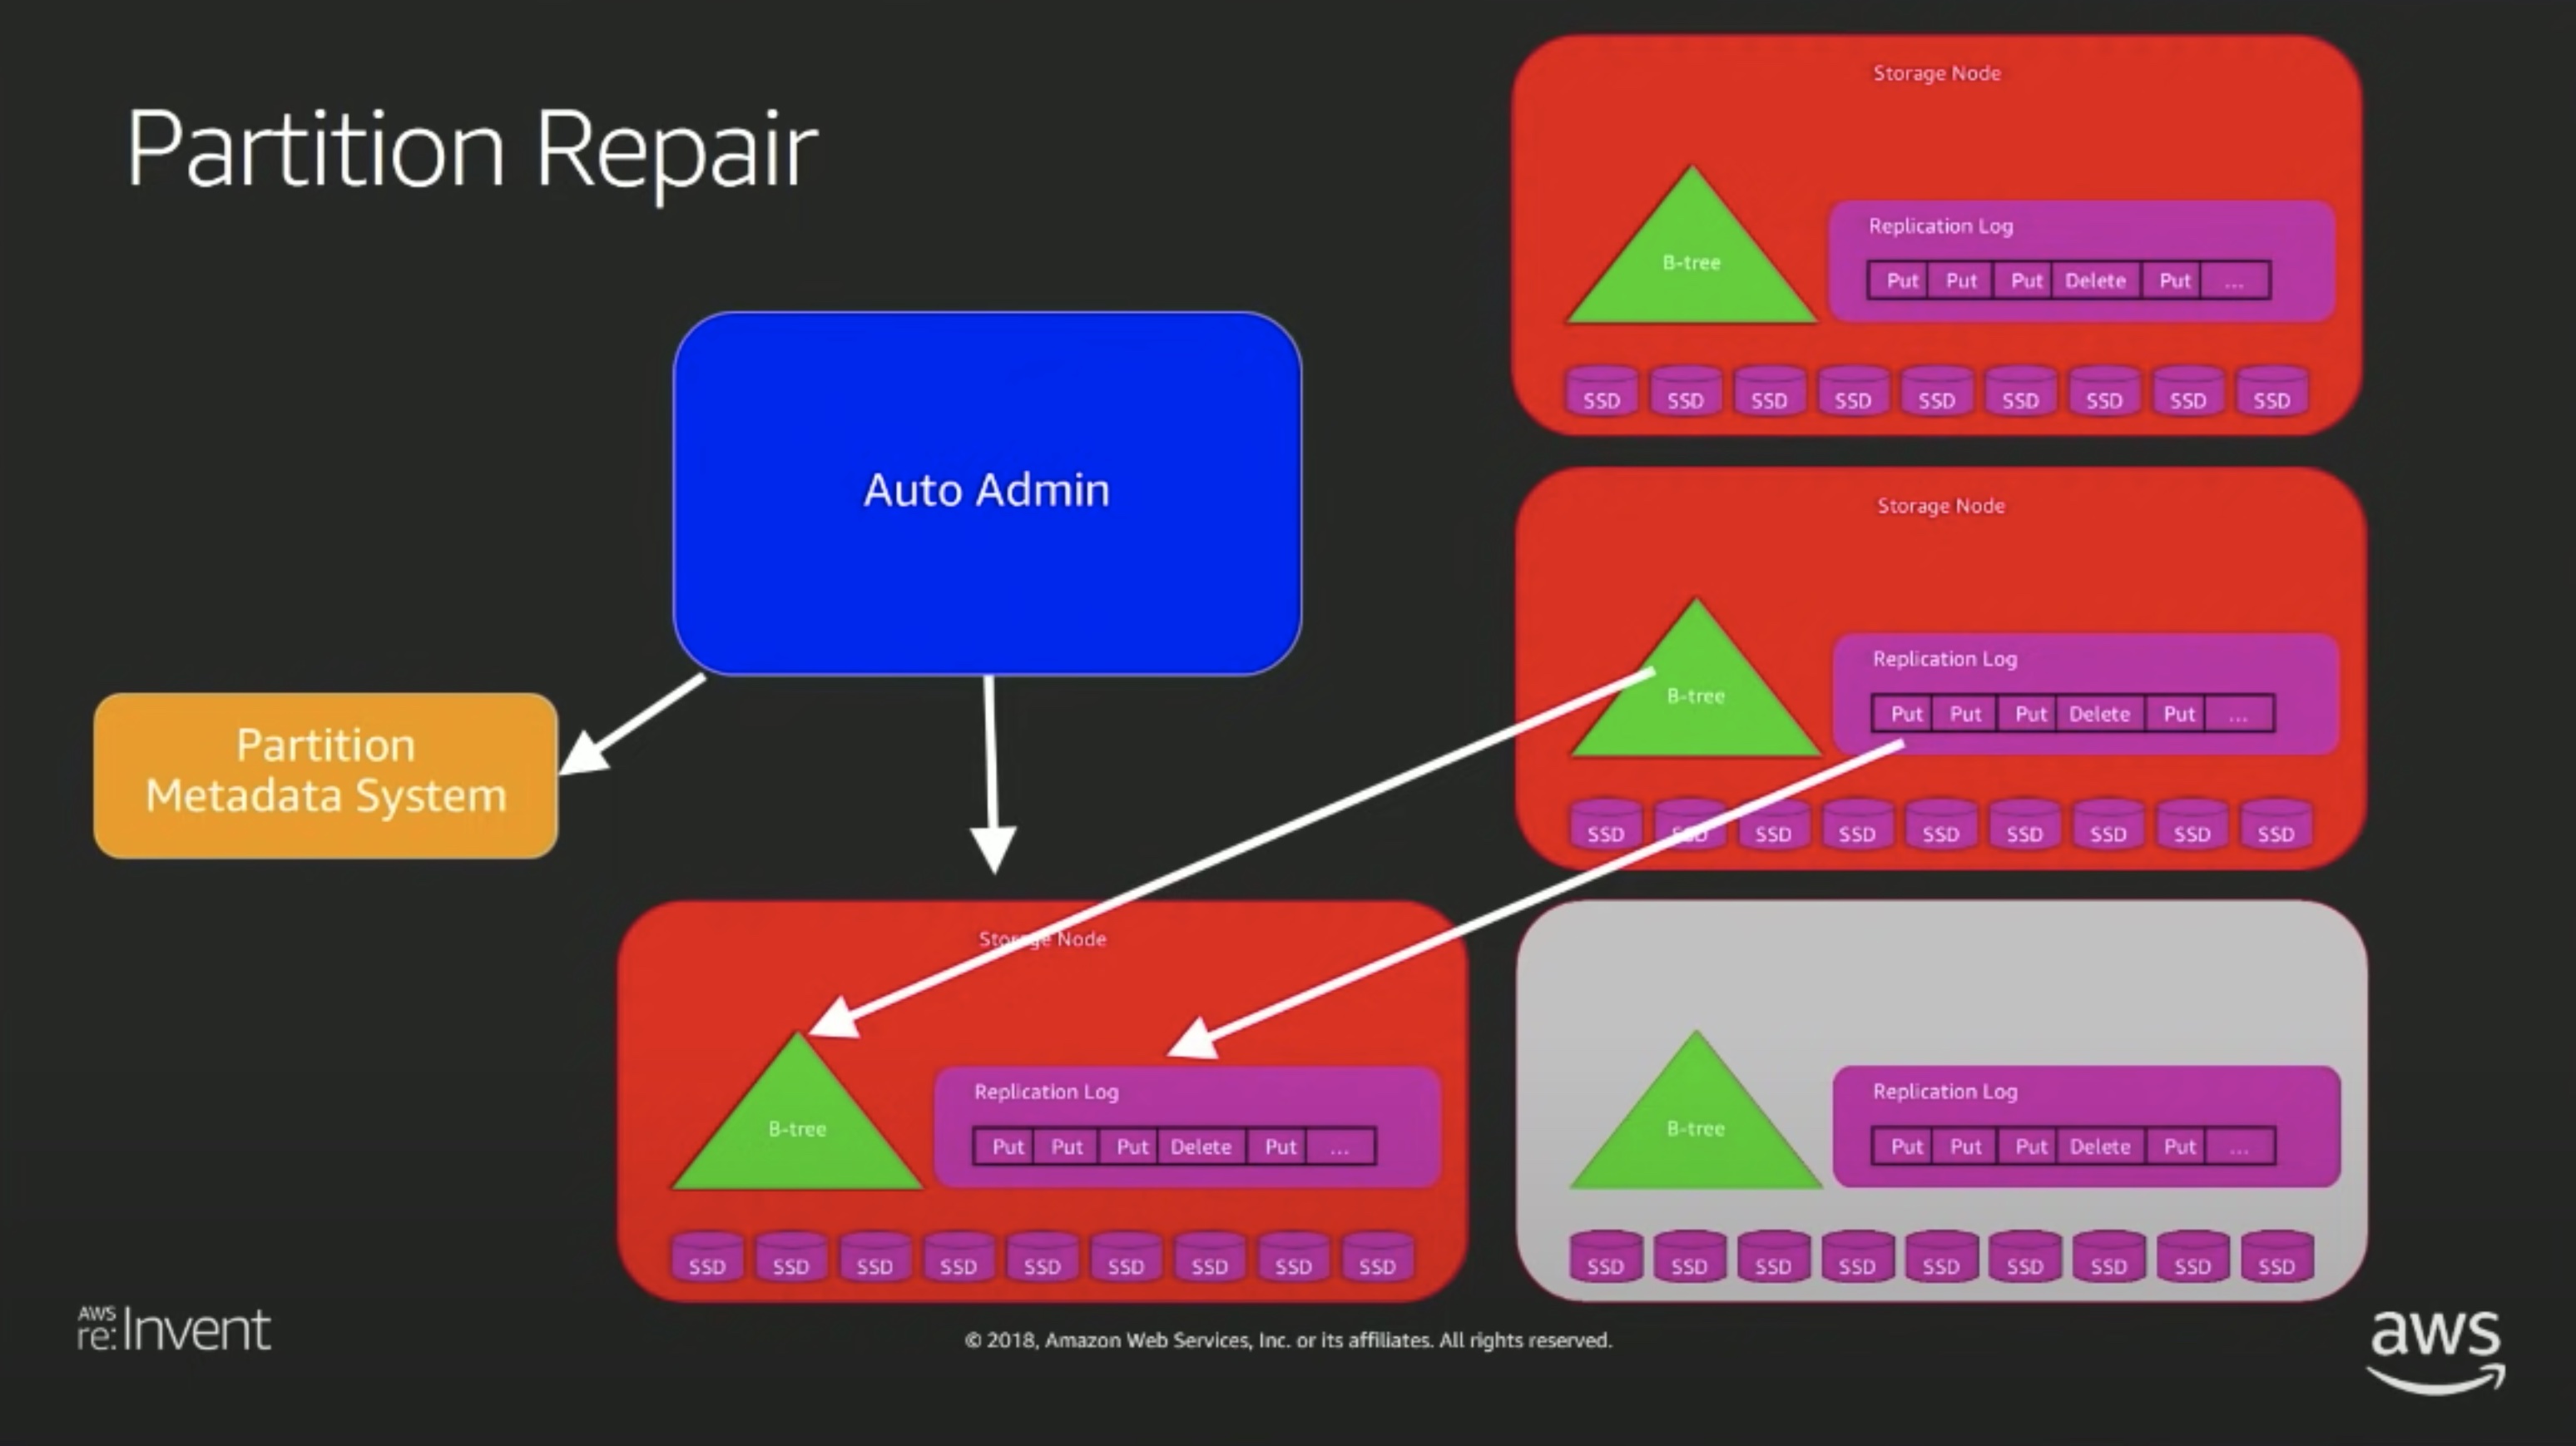 Partition Repair
Storage Node
B-tree
Replication Log
Put Put Put Delete Put ...
SSD SSD SSD SSD SSD SSD SSD SSD SSD
Auto Admin
Storage Node
B-tree
Replication Log
Put Put Put Delete Put ...
SSD SSD SSD SSD SSD SSD SSD SSD SSD
Partition
Metadata System
Storage Node
B-tree
Replication Log
Put Put Put Delete Put ...
SSD SSD SSD SSD SSD SSD SSD SSD SSD
B-tree
Replication Log
Put Put Put Delete Put ...
SSD SSD SSD SSD SSD SSD SSD SSD SSD
AWS
re:Invent
© 2018, Amazon Web Services, Inc. or its affiliates. All rights reserved.
aws